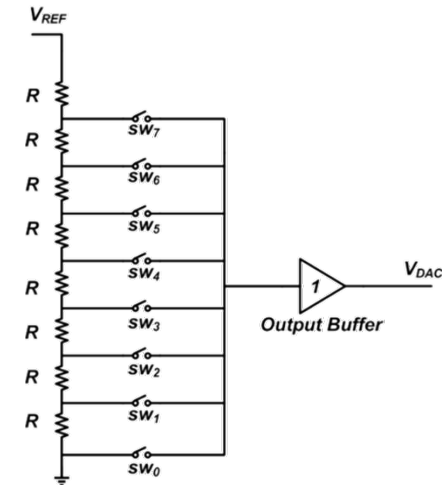 V_REF
R
SW₇
R
SW₆
R
SW₅
R
SW₄
R
V_DAC
1
SW₃
Output Buffer
R
SW₂
R
SW₁
R
SW₀